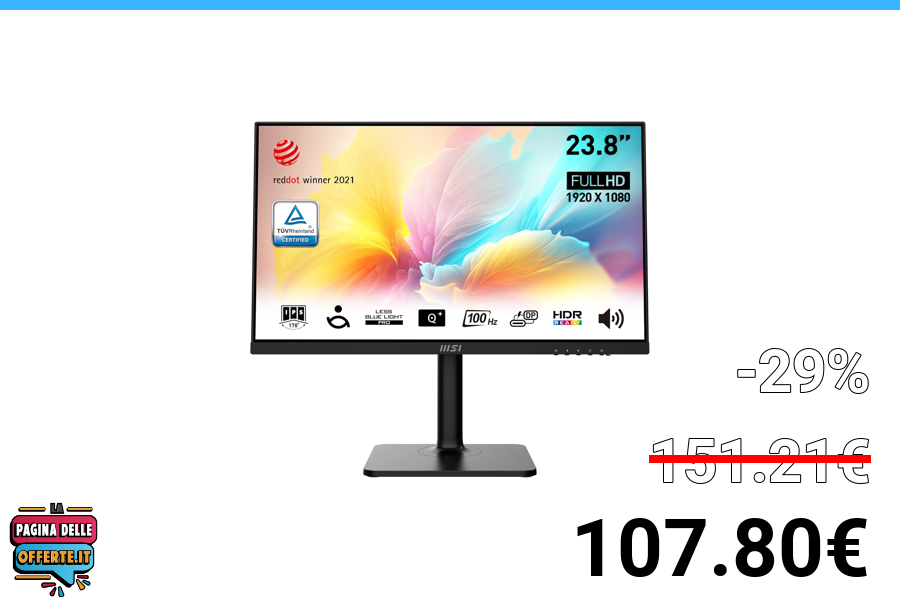 23.8”
reddot winner 2021
FULL HD
1920 X 1080
TÜVRheinland
CERTIFIED
IPS
178°
LESS
BLUE LIGHT
PRO
Q+
100Hz
DP
HDR
READY
MSI
-29%
151.21€
107.80€
LA
PAGINA DELLE
OFFERTE.IT